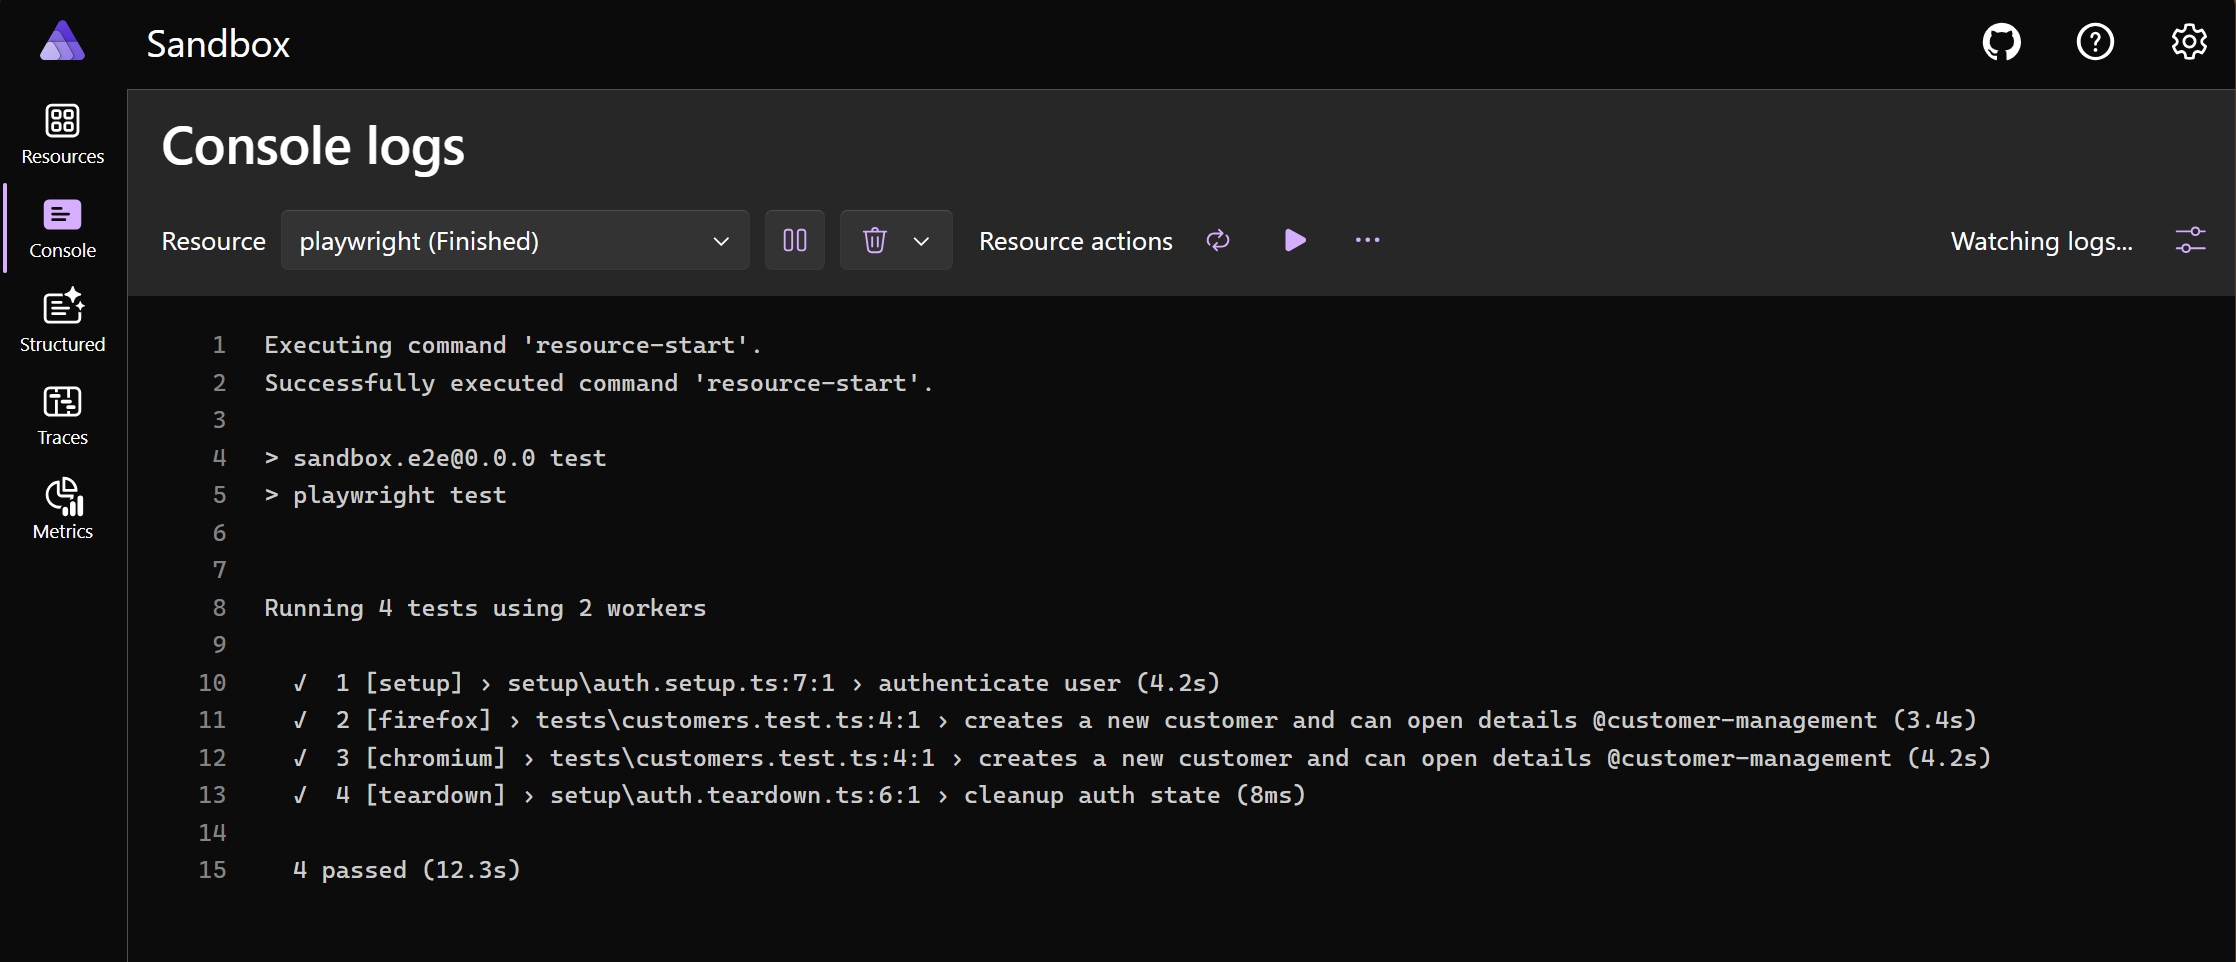 Sandbox
Resources
Console
Structured
Traces
Metrics
Console logs
Resource playwright (Finished) Resource actions Watching logs...
1 Executing command 'resource-start'.
2 Successfully executed command 'resource-start'.
3
4 > sandbox.e2e@0.0.0 test
5 > playwright test
6
7
8 Running 4 tests using 2 workers
9
10 ✓ 1 [setup] › setup\auth.setup.ts:7:1 › authenticate user (4.2s)
11 ✓ 2 [firefox] › tests\customers.test.ts:4:1 › creates a new customer and can open details @customer-management (3.4s)
12 ✓ 3 [chromium] › tests\customers.test.ts:4:1 › creates a new customer and can open details @customer-management (4.2s)
13 ✓ 4 [teardown] › setup\auth.teardown.ts:6:1 › cleanup auth state (8ms)
14
15 4 passed (12.3s)